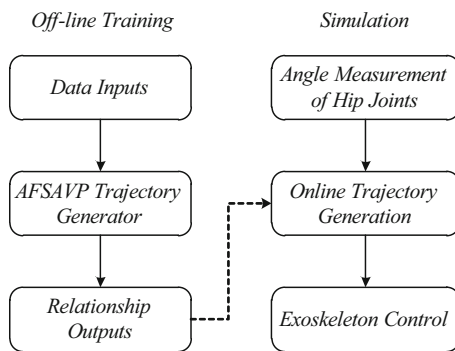 Off-line Training
Data Inputs
AFSAVP Trajectory
Generator
Relationship
Outputs
Simulation
Angle Measurement
of Hip Joints
Online Trajectory
Generation
Exoskeleton Control